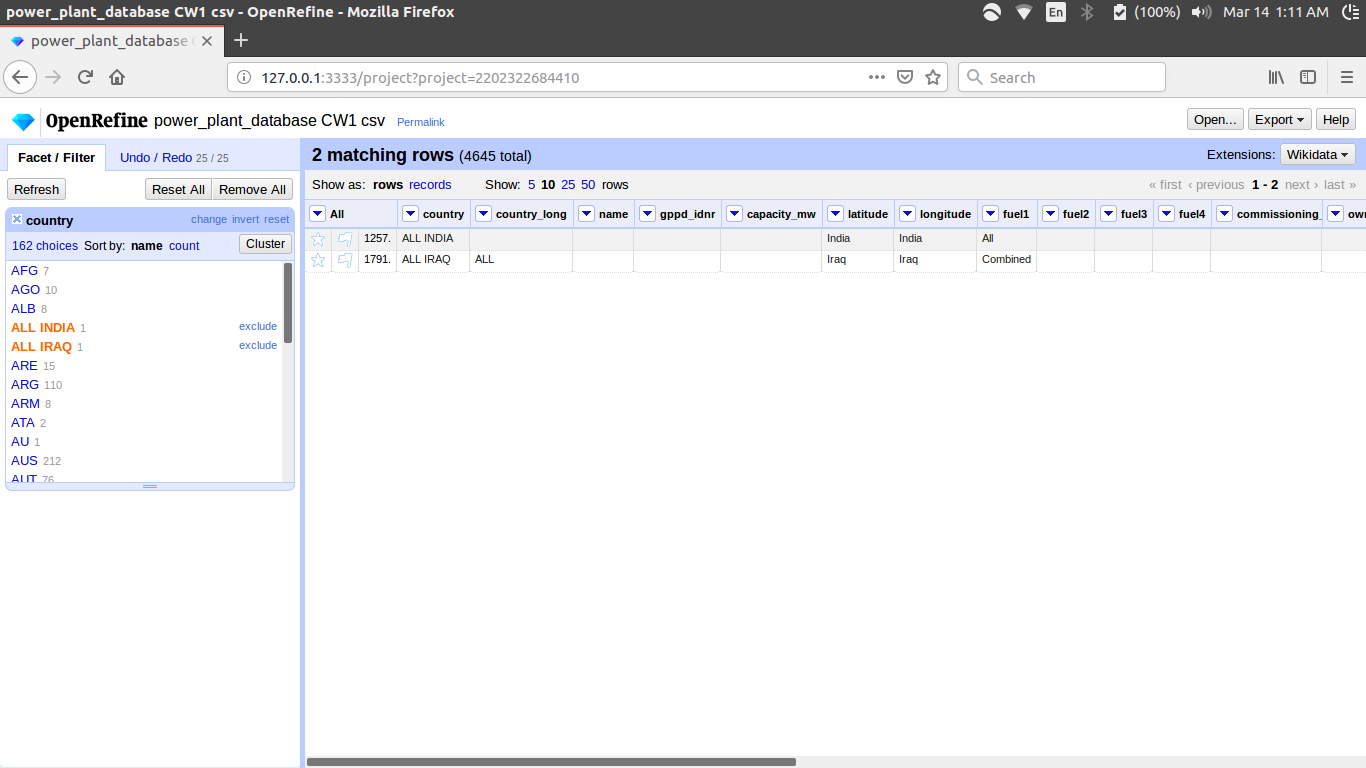 power_plant_database CW1 csv - OpenRefine - Mozilla Firefox
En (100%) Mar 14 1:11 AM
power_plant_database
127.0.0.1:3333/project?project=2202322684410
Search
OpenRefine power_plant_database CW1 csv Permalink
Open... Export Help
Facet / Filter Undo / Redo 25 / 25
2 matching rows (4645 total)
Extensions: Wikidata
Refresh Reset All Remove All
Show as: rows records Show: 5 10 25 50 rows
« first ‹ previous 1 - 2 next › last »
country change invert reset
162 choices Sort by: name count Cluster
AFG 7
AGO 10
ALB 8
ALL INDIA 1 exclude
ALL IRAQ 1 exclude
ARE 15
ARG 110
ARM 8
ATA 2
AU 1
AUS 212
AUT 76
All country country_long name gppd_idnr capacity_mw latitude longitude fuel1 fuel2 fuel3 fuel4 commissioning_ own
1257. ALL INDIA India India All
1791. ALL IRAQ ALL Iraq Iraq Combined